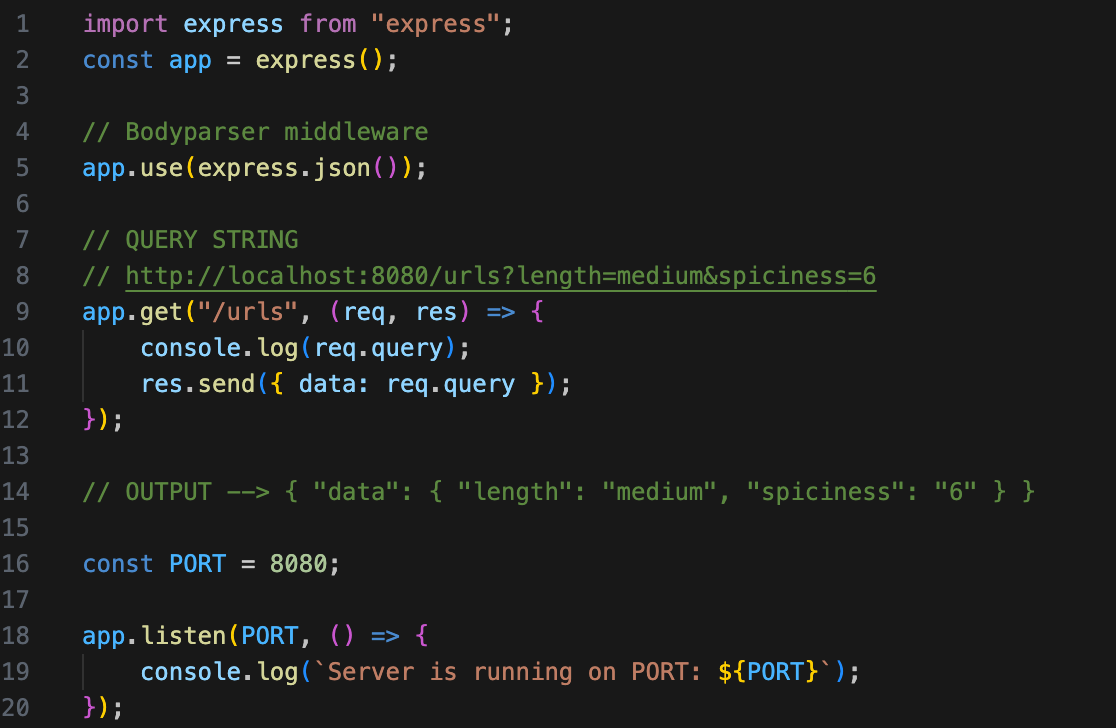 1 import express from "express";
2 const app = express();
3
4 // Bodyparser middleware
5 app.use(express.json());
6
7 // QUERY STRING
8 // http://localhost:8080/urls?length=medium&spiciness=6
9 app.get("/urls", (req, res) => {
10     console.log(req.query);
11     res.send({ data: req.query });
12 });
13
14 // OUTPUT --> { "data": { "length": "medium", "spiciness": "6" } }
15
16 const PORT = 8080;
17
18 app.listen(PORT, () => {
19     console.log(`Server is running on PORT: ${PORT}`);
20 });